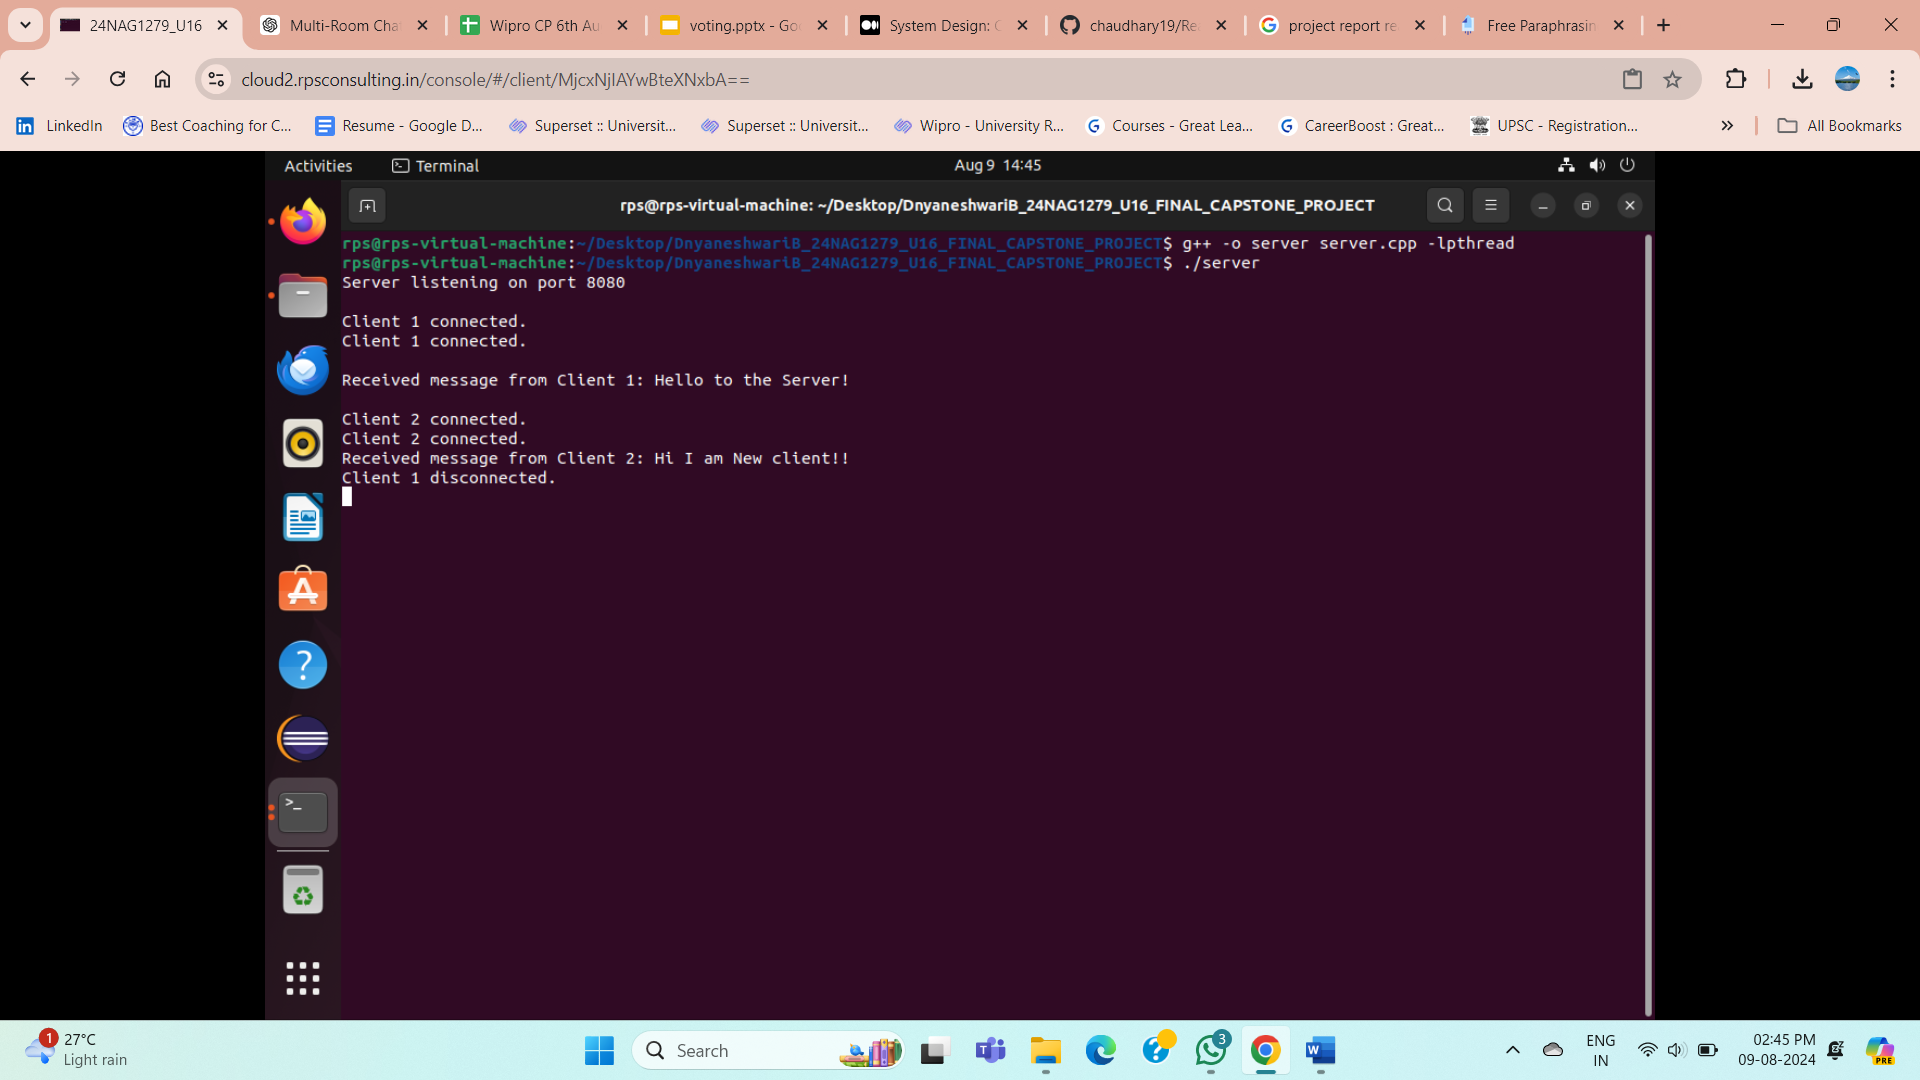 24NAG1279_U16
Multi-Room Cha
Wipro CP 6th Au
voting.pptx - Go
System Design: C
chaudhary19/Re
project report re
Free Paraphrasin
cloud2.rpsconsulting.in/console/#/client/MjcxNjIAYwBteXNxbA==
LinkedIn
Best Coaching for C...
Resume - Google D...
Superset :: Universit...
Superset :: Universit...
Wipro - University R...
Courses - Great Lea...
CareerBoost : Great...
UPSC - Registration...
All Bookmarks
Activities
Terminal
Aug 9 14:45
rps@rps-virtual-machine: ~/Desktop/DnyaneshwariB_24NAG1279_U16_FINAL_CAPSTONE_PROJECT
rps@rps-virtual-machine:~/Desktop/DnyaneshwariB_24NAG1279_U16_FINAL_CAPSTONE_PROJECT$ g++ -o server server.cpp -lpthread
rps@rps-virtual-machine:~/Desktop/DnyaneshwariB_24NAG1279_U16_FINAL_CAPSTONE_PROJECT$ ./server
Server listening on port 8080
Client 1 connected.
Client 1 connected.
Received message from Client 1: Hello to the Server!
Client 2 connected.
Client 2 connected.
Received message from Client 2: Hi I am New client!!
Client 1 disconnected.
1
27°C
Light rain
Search
3
ENG
IN
02:45 PM
09-08-2024
PRE